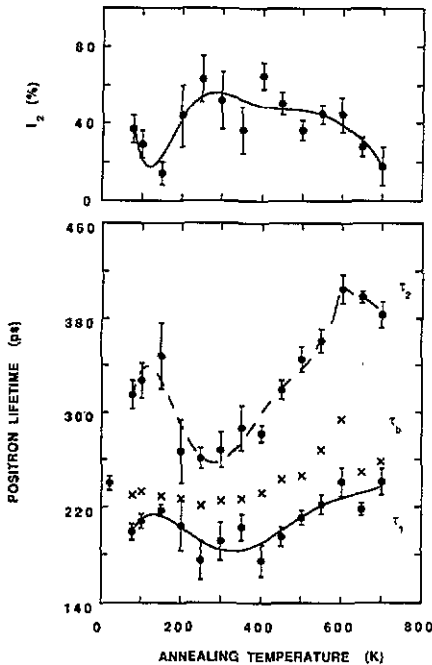 I2 (%)
80
40
0
POSITRON LIFETIME (ps)
460
380
300
220
140
τ2
τb
τ1
0 200 400 600 800
ANNEALING TEMPERATURE (K)